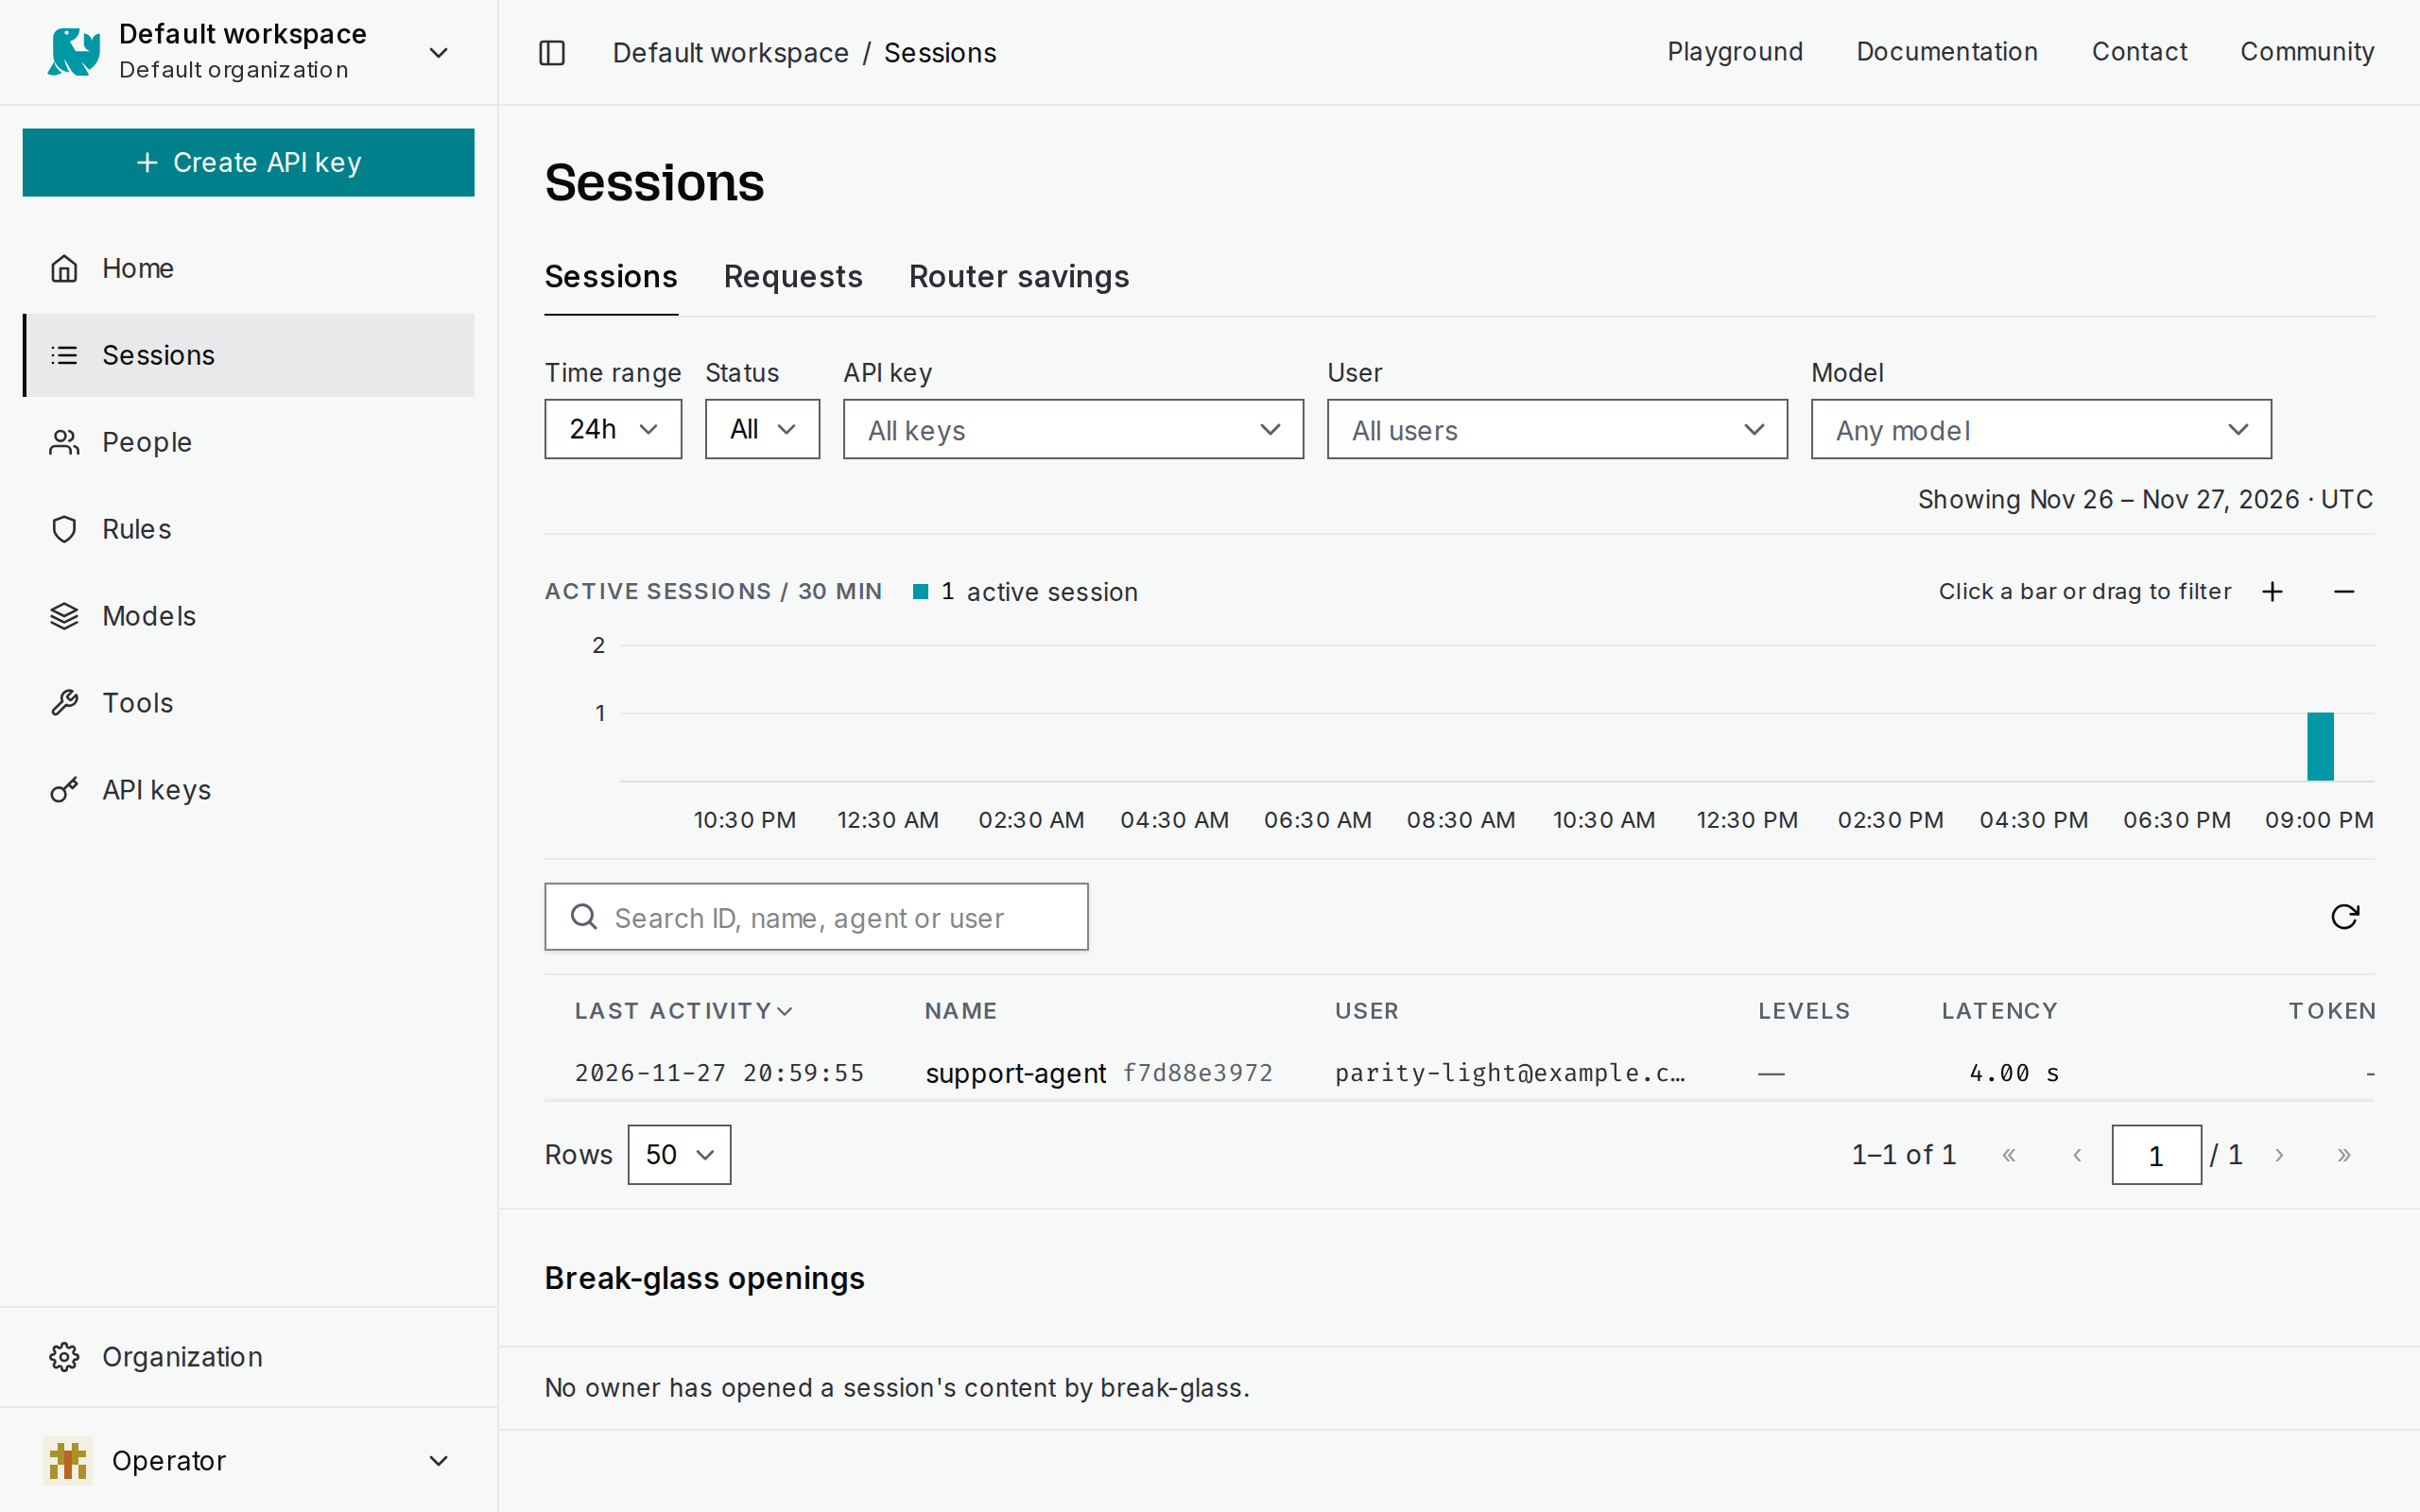 Default workspace
Default organization
Default workspace / Sessions
Playground Documentation Contact Community
+ Create API key
Home
Sessions
People
Rules
Models
Tools
API keys
Organization
Operator
Sessions
Sessions Requests Router savings
Time range Status API key User Model
24h All All keys All users Any model
Showing Nov 26 – Nov 27, 2026 · UTC
ACTIVE SESSIONS / 30 MIN 1 active session Click a bar or drag to filter + −
2
1
10:30 PM 12:30 AM 02:30 AM 04:30 AM 06:30 AM 08:30 AM 10:30 AM 12:30 PM 02:30 PM 04:30 PM 06:30 PM 09:00 PM
Search ID, name, agent or user
LAST ACTIVITY NAME USER LEVELS LATENCY TOKEN
2026-11-27 20:59:55 support-agent f7d88e3972 parity-light@example.c… — 4.00 s -
Rows 50 1–1 of 1 « ‹ 1 / 1 › »
Break-glass openings
No owner has opened a session's content by break-glass.